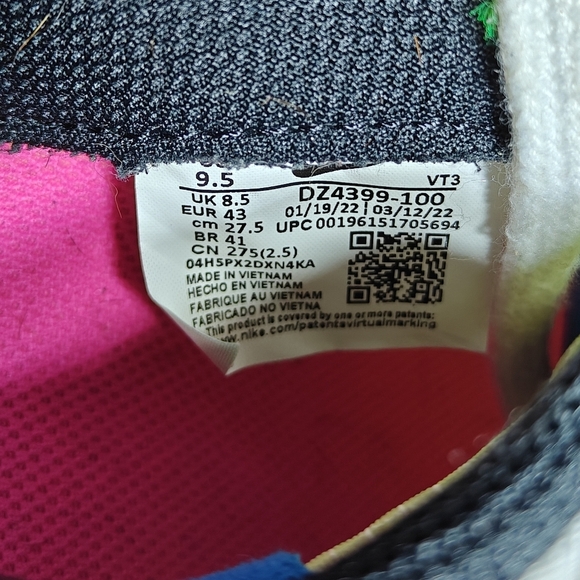 9.5
VT3
UK 8.5
DZ4399-100
EUR 43
01/19/22 | 03/12/22
cm 27.5
UPC 00196151705694
BR 41
CN 275(2.5)
04H5PX2DXN4KA
MADE IN VIETNAM
HECHO EN VIETNAM
FABRIQUE AU VIETNAM
FABRICADO NO VIETNA
This product is covered by one or more patents:
www.nike.com/patentsvirtualmarking